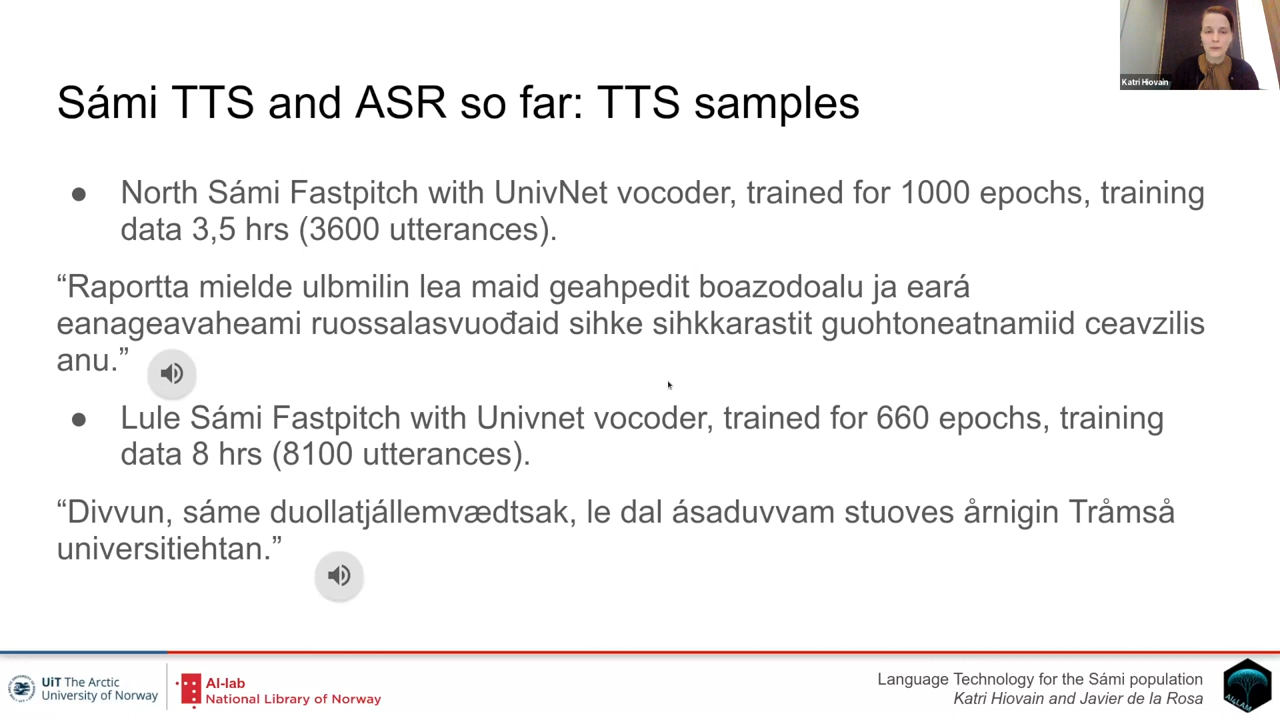 Katri Hiovain
Sámi TTS and ASR so far: TTS samples
● North Sámi Fastpitch with UnivNet vocoder, trained for 1000 epochs, training
data 3,5 hrs (3600 utterances).
“Raportta mielde ulbmilin lea maid geahpedit boazodoalu ja eará
eanageavaheami ruossalasvuođaid sihke sihkkarastit guohtoneatnamiid ceavzilis
anu.”
● Lule Sámi Fastpitch with Univnet vocoder, trained for 660 epochs, training
data 8 hrs (8100 utterances).
“Divvun, sáme duollatjállemvædtsak, le dal ásaduvvam stuoves årnigin Tråmså
universitiehtan.”
UiT The Arctic
University of Norway
AI-lab
National Library of Norway
Language Technology for the Sámi population
Katri Hiovain and Javier de la Rosa
AI4LAM